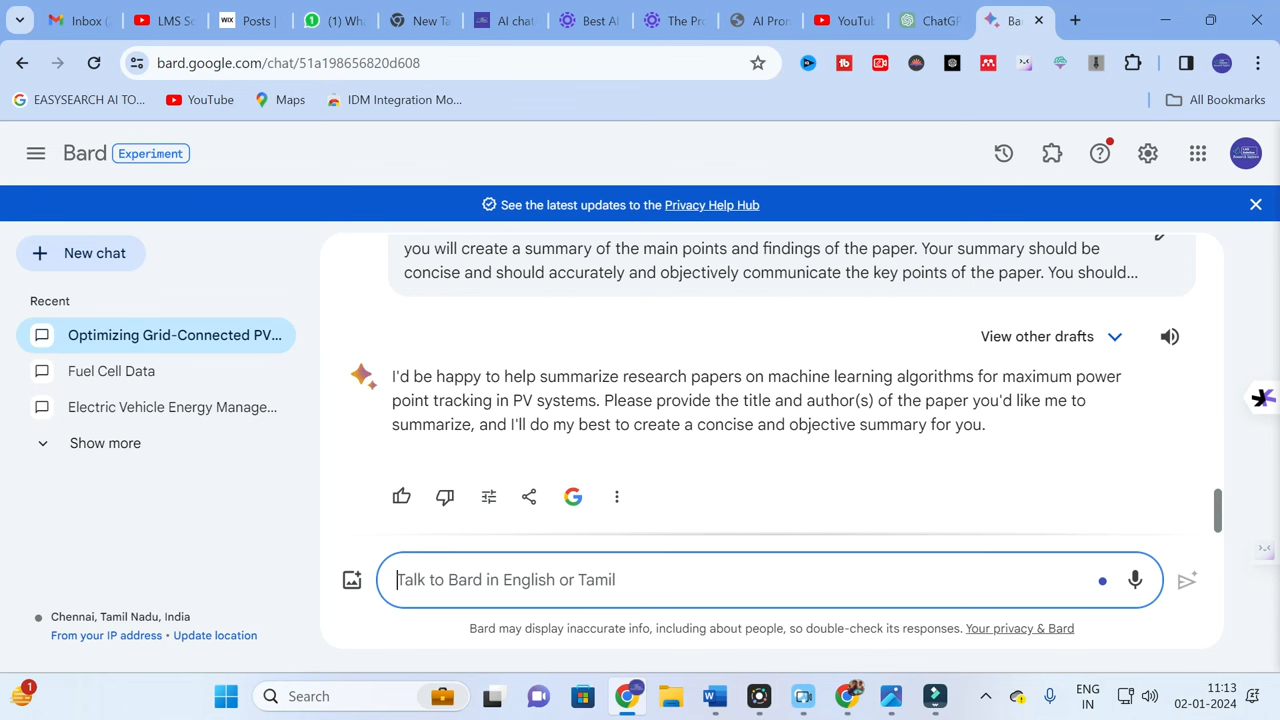 Inbox (
LMS S
Posts |
(1) Wh
New Ta
AI chat
Best AI
The Pr
AI Pron
YouTu
ChatGP
Ba
bard.google.com/chat/51a198656820d608
EASYSEARCH AI TO...
YouTube
Maps
IDM Integration Mo...
All Bookmarks
Bard Experiment
See the latest updates to the Privacy Help Hub
New chat
Recent
Optimizing Grid-Connected PV...
Fuel Cell Data
Electric Vehicle Energy Manage...
Show more
you will create a summary of the main points and findings of the paper. Your summary should be
concise and should accurately and objectively communicate the key points of the paper. You should...
View other drafts
I'd be happy to help summarize research papers on machine learning algorithms for maximum power
point tracking in PV systems. Please provide the title and author(s) of the paper you'd like me to
summarize, and I'll do my best to create a concise and objective summary for you.
Talk to Bard in English or Tamil
Bard may display inaccurate info, including about people, so double-check its responses. Your privacy & Bard
Chennai, Tamil Nadu, India
From your IP address • Update location
1
Search
ENG
IN
11:13
02-01-2024